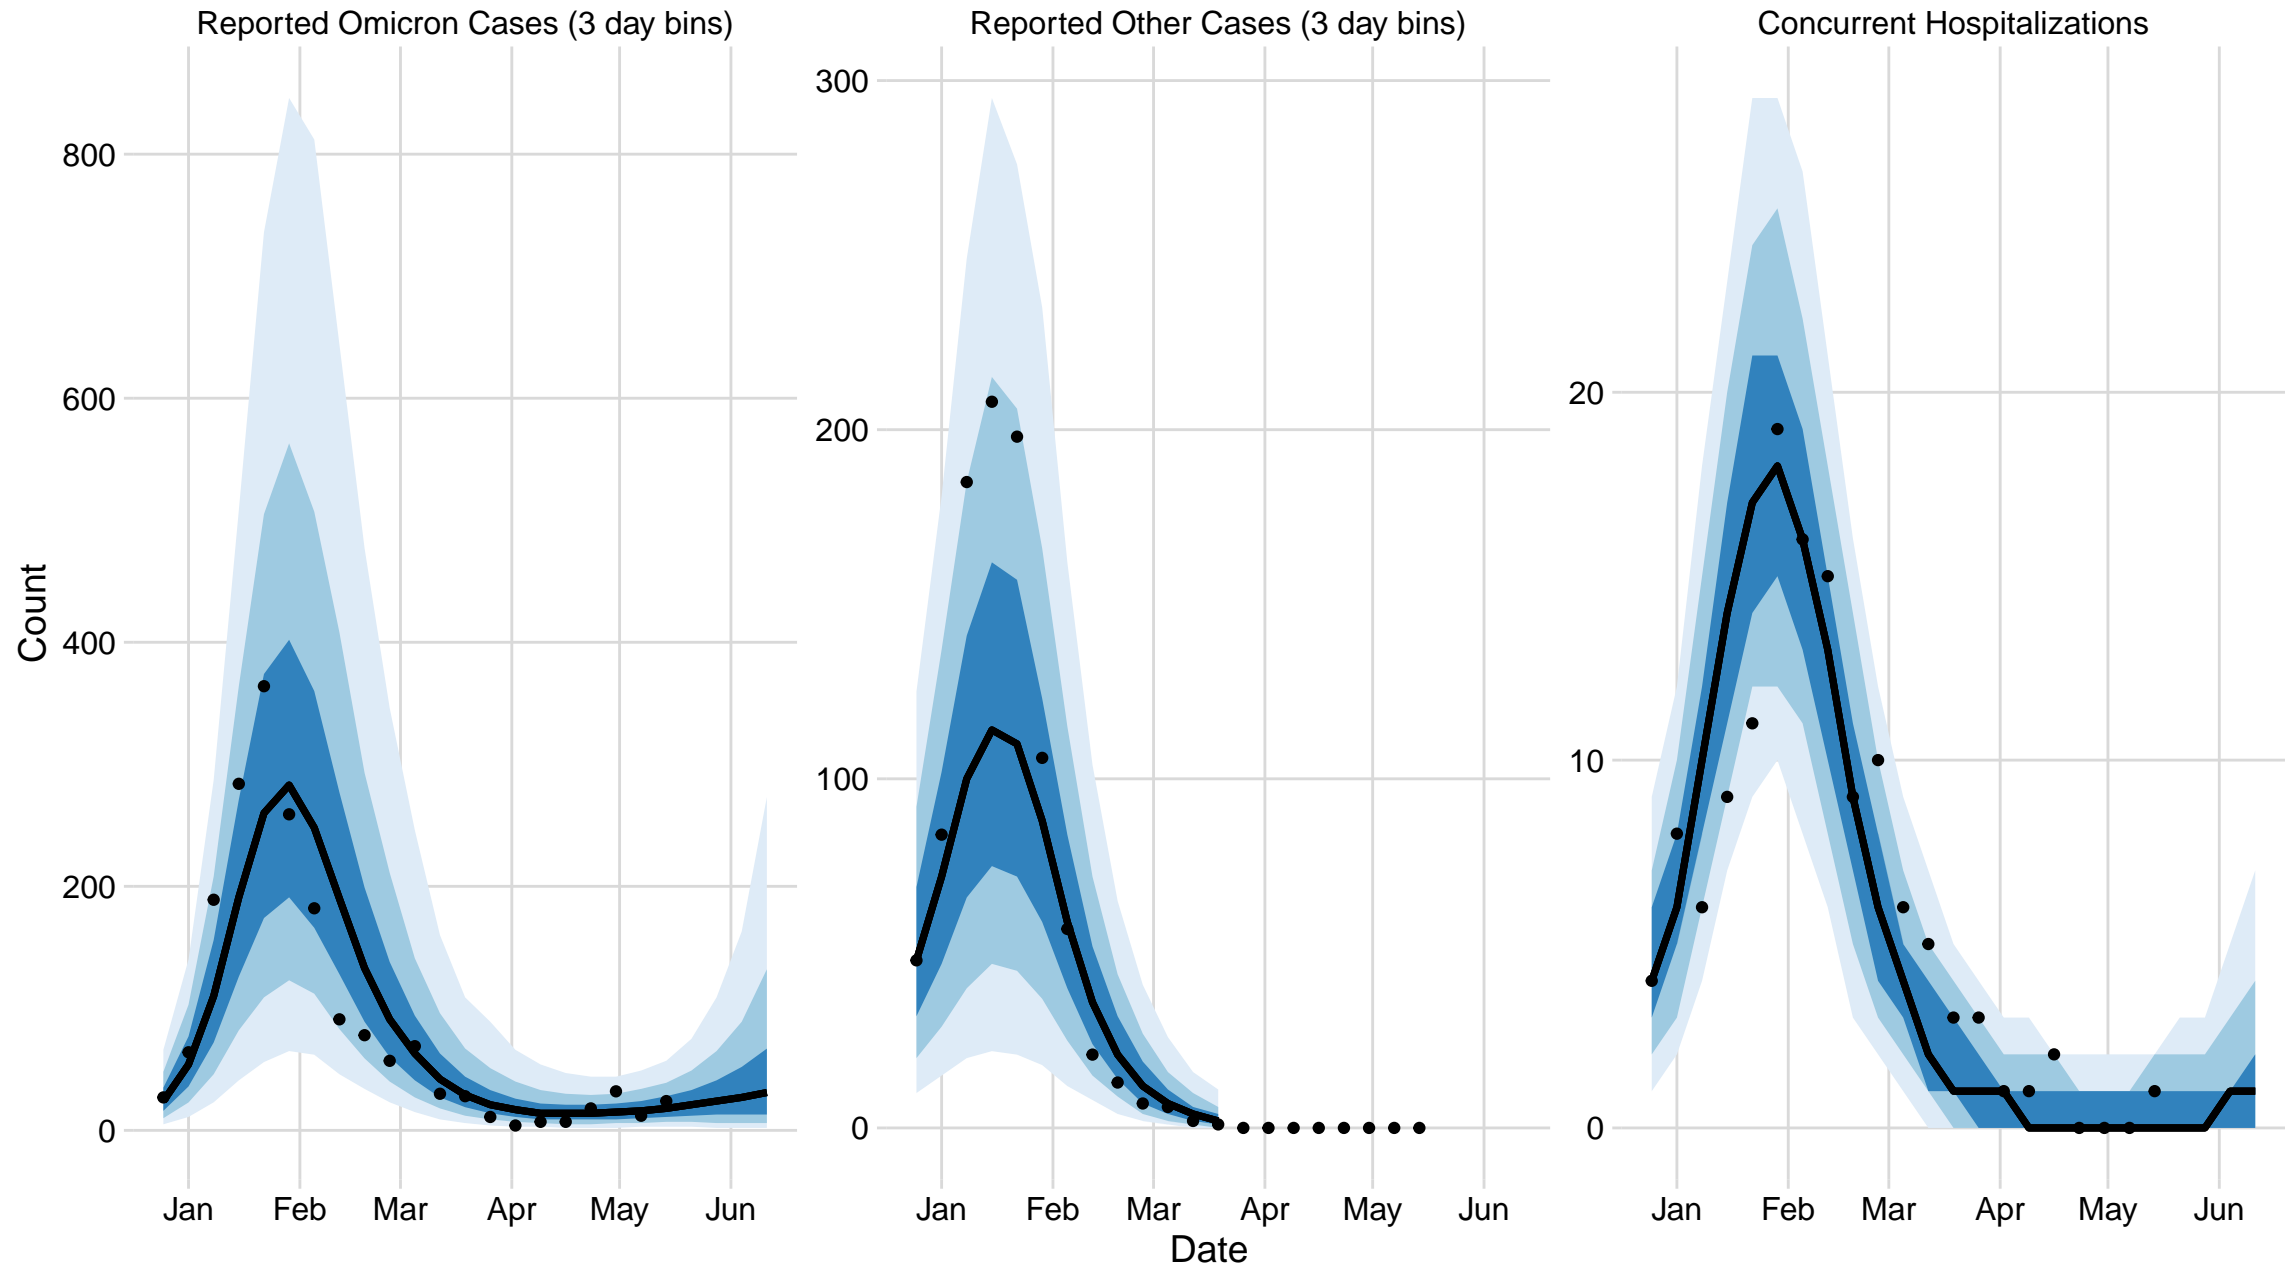 Reported Omicron Cases (3 day bins)
Reported Other Cases (3 day bins)
Concurrent Hospitalizations
Count
800
600
400
200
0
Jan Feb Mar Apr May Jun
300
200
100
0
Jan Feb Mar Apr May Jun
20
10
0
Jan Feb Mar Apr May Jun
Date